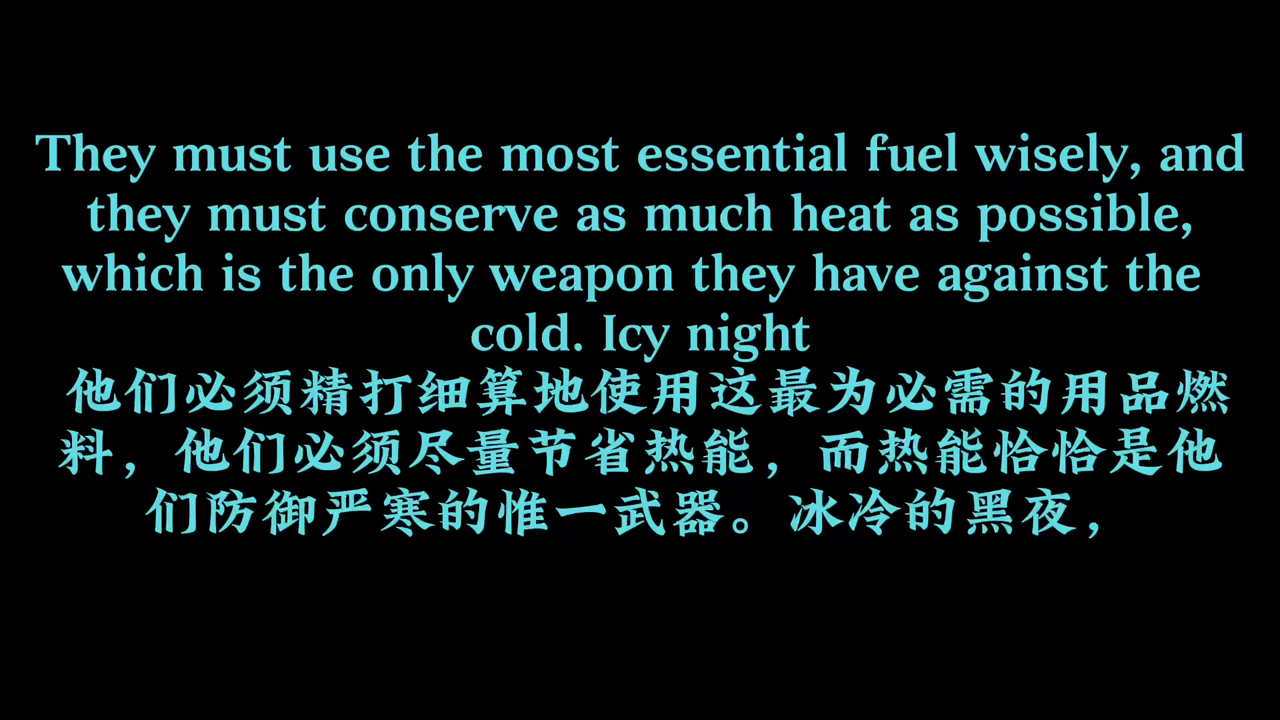 They must use the most essential fuel wisely, and
they must conserve as much heat as possible,
which is the only weapon they have against the
cold. Icy night
他们必须精打细算地使用这最为必需的用品燃
料，他们必须尽量节省热能，而热能恰恰是他
们防御严寒的惟一武器。冰冷的黑夜，